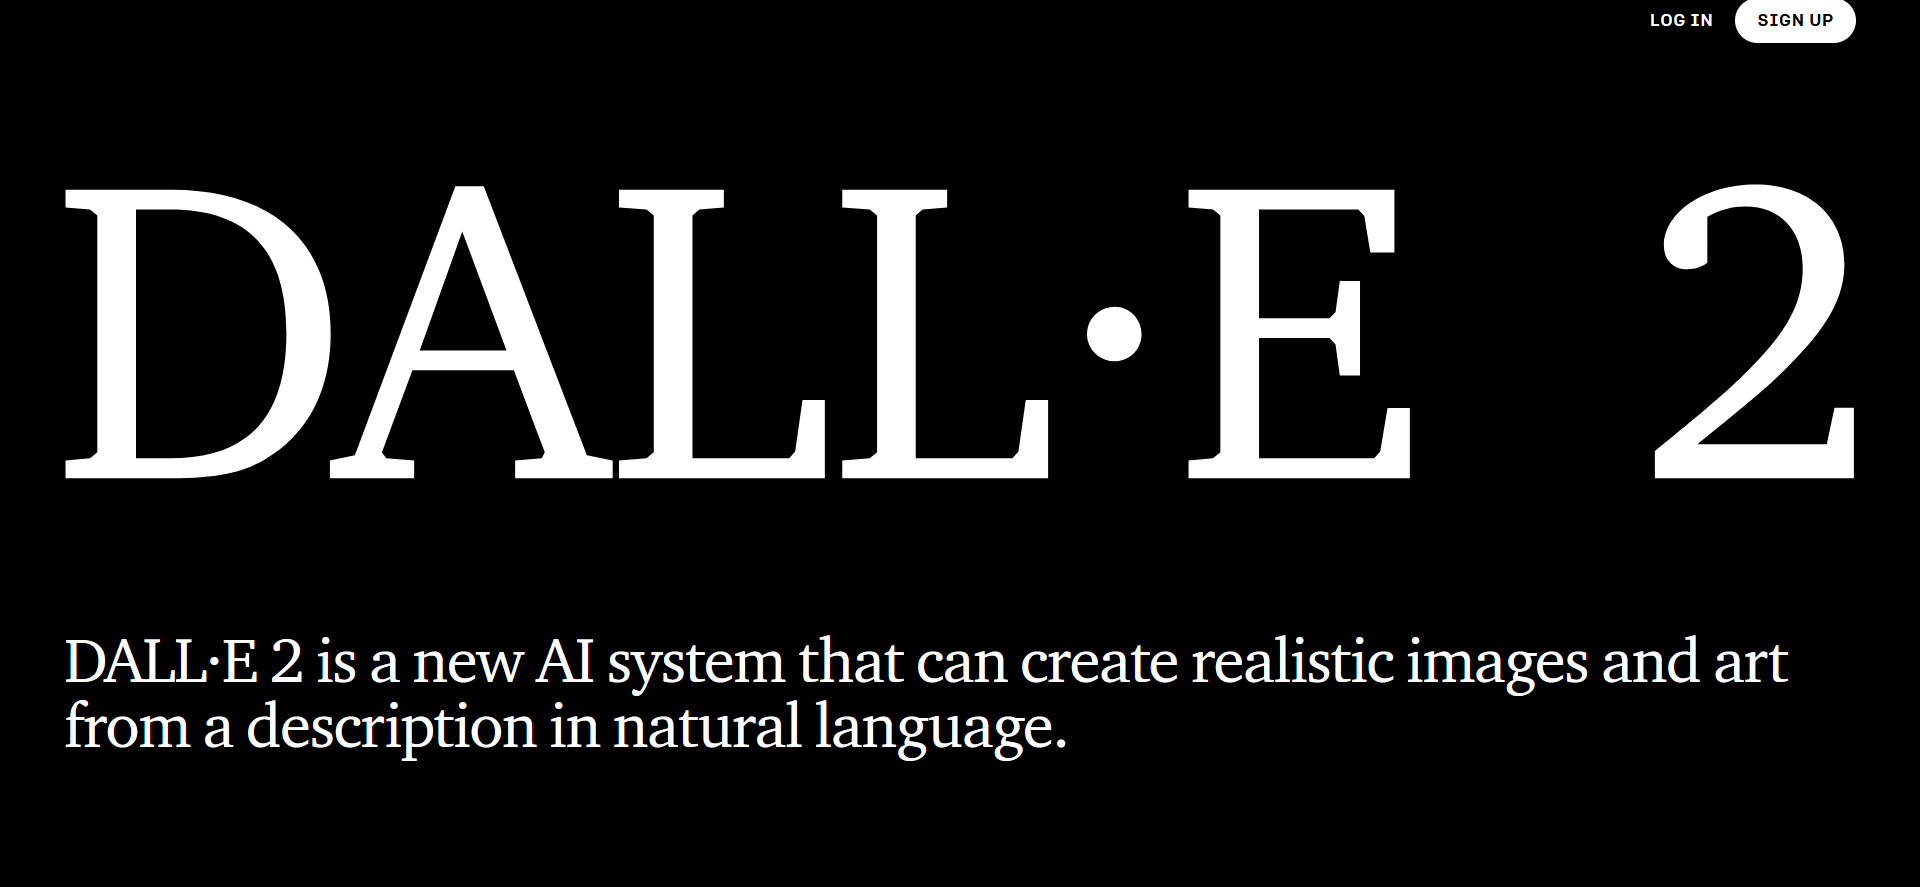 LOG IN SIGN UP
DALL·E 2
DALL·E 2 is a new AI system that can create realistic images and art
from a description in natural language.